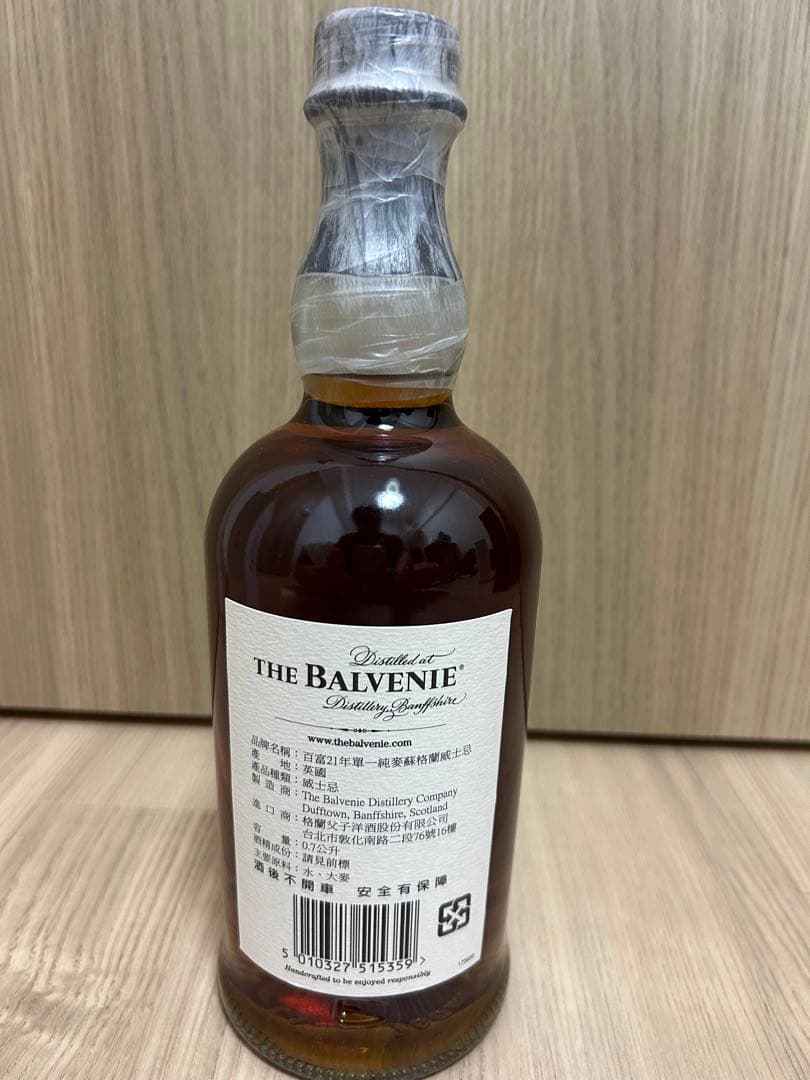 Distilled at
THE BALVENIE®
Distillery, Banffshire
www.thebalvenie.com
品牌名稱：百富21年單一純麥蘇格蘭威士忌
產 地：英國
產品種類：威士忌
製造商：The Balvenie Distillery Company
Dufftown, Banffshire, Scotland
進口商：格蘭父子洋酒股份有限公司
台北市敦化南路二段76號16樓
容 量：0.7公升
酒精成份：請見前標
主要原料：水、大麥
酒後不開車 安全有保障
5 010327 515359 >
Handcrafted to be enjoyed responsibly